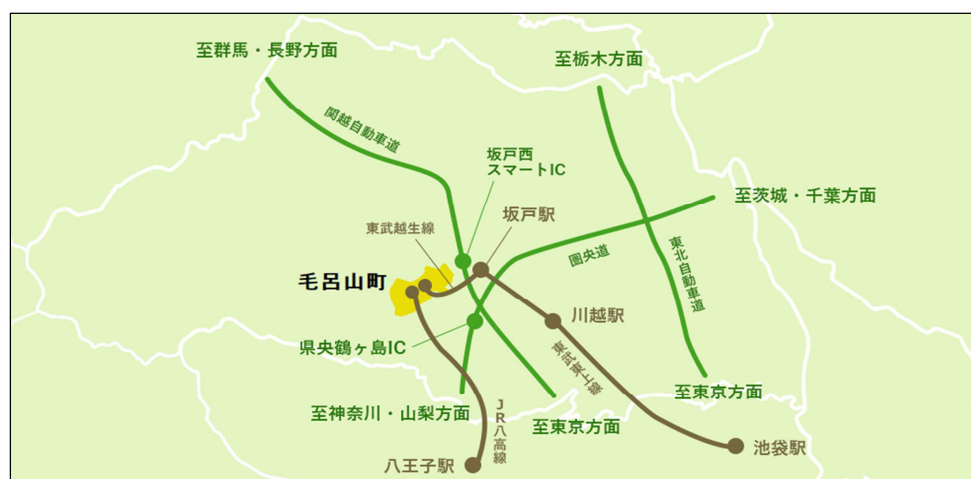 至群馬・長野方面
至栃木方面
関越自動車道
坂戸西
スマートIC
至茨城・千葉方面
坂戸駅
東武越生線
圏央道
東北自動車道
毛呂山町
川越駅
県央鶴ヶ島IC
東武東上線
至東京方面
至神奈川・山梨方面
JR八高線
至東京方面
池袋駅
八王子駅